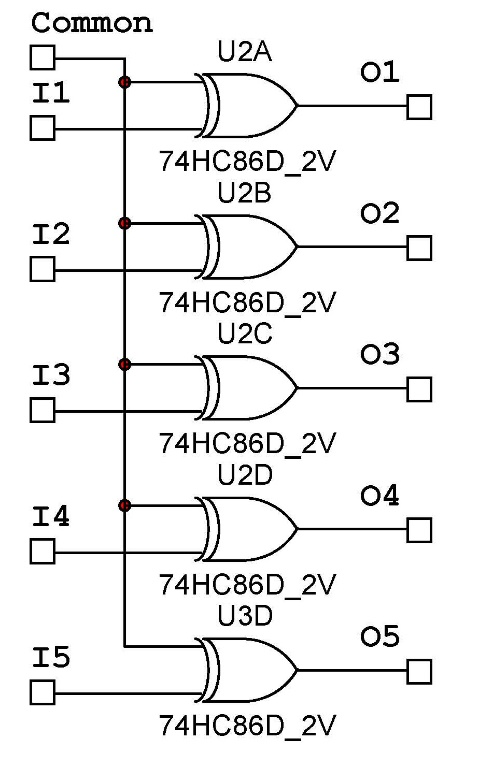 Common
U2A
O1
I1
74HC86D_2V
U2B
O2
I2
74HC86D_2V
U2C
O3
I3
74HC86D_2V
U2D
O4
I4
74HC86D_2V
U3D
O5
I5
74HC86D_2V